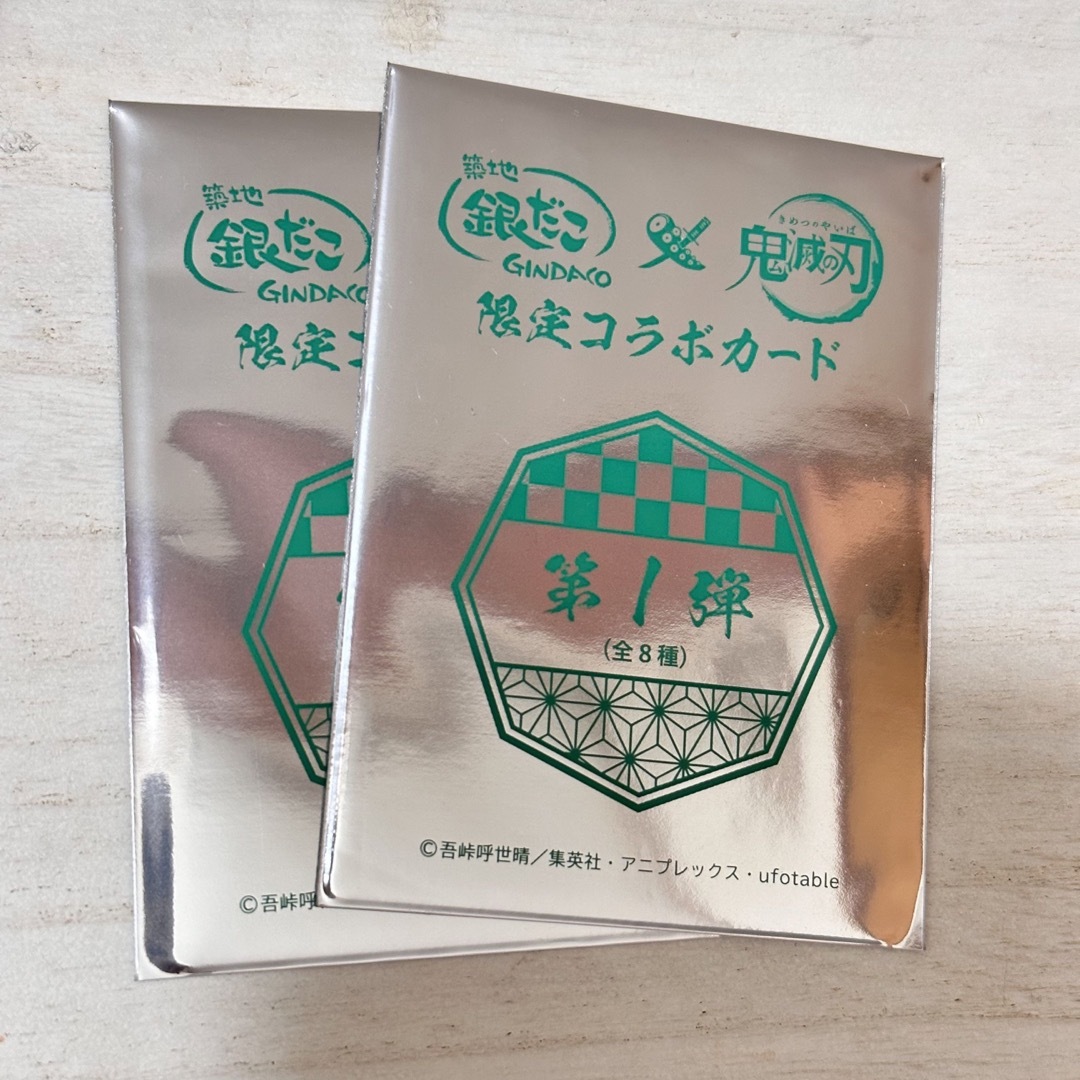 築地
銀だこ
GINDACO
限定コ
©吾峠呼
築地
銀だこ
GINDACO
きめつのやいば
鬼滅の刃
限定コラボカード
第1弾
(全8種)
©吾峠呼世晴/集英社・アニプレックス・ufotable